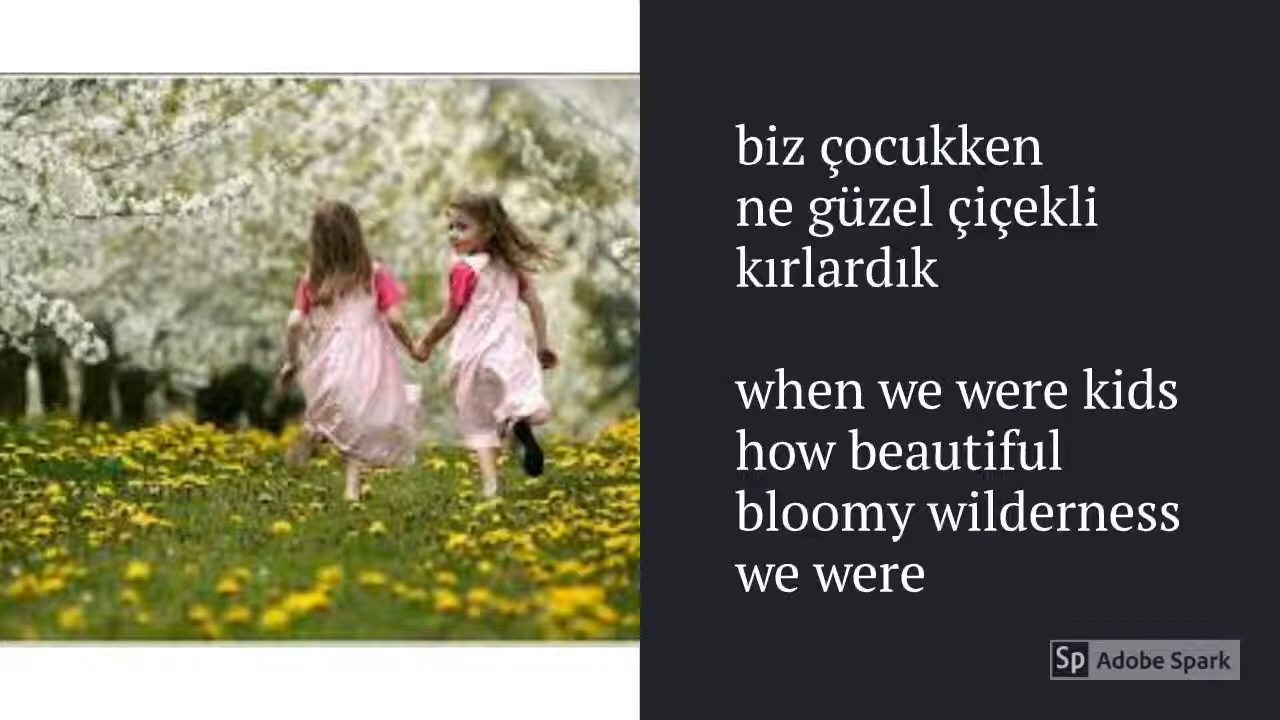 biz çocukken
ne güzel çiçekli
kırlardık
when we were kids
how beautiful
bloomy wilderness
we were
Sp Adobe Spark